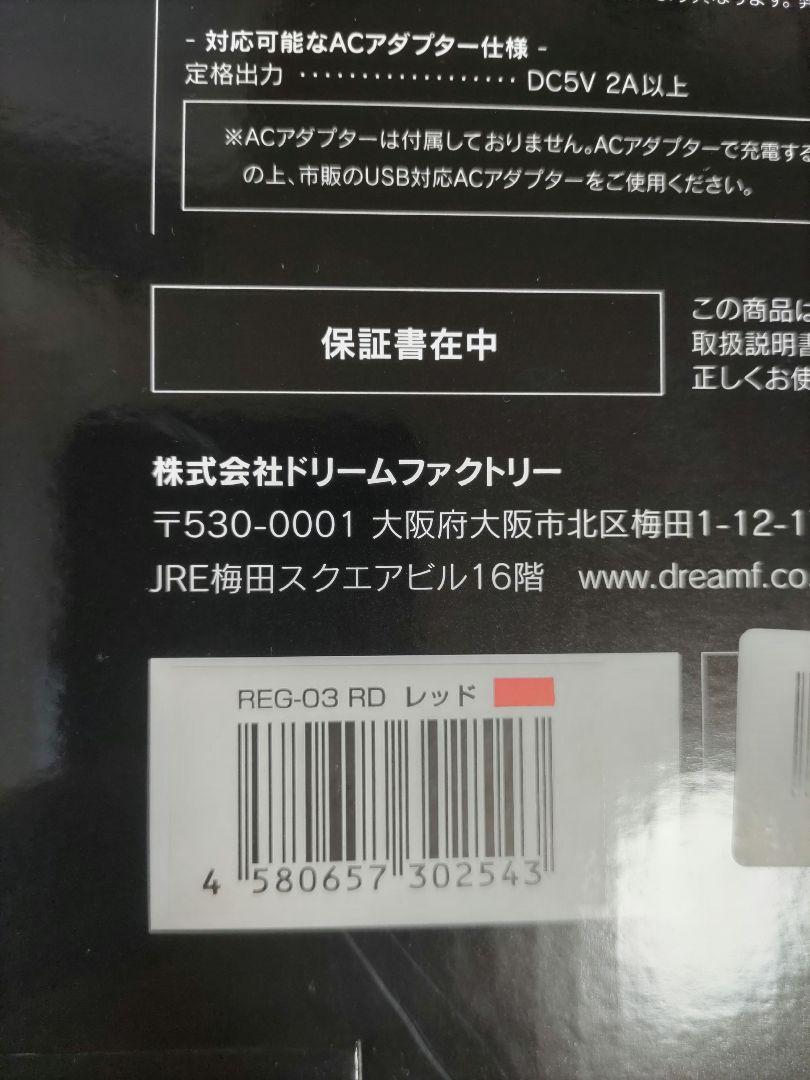 - 対応可能なACアダプター仕様 -
定格出力 ・・・・・・・・・・・・・・・・・・ DC5V 2A以上
※ACアダプターは付属しておりません。ACアダプターで充電する
の上、市販のUSB対応ACアダプターをご使用ください。
保証書在中
この商品は
取扱説明書
正しくお使
株式会社ドリームファクトリー
〒530-0001 大阪府大阪市北区梅田1-12-1
JRE梅田スクエアビル16階 www.dreamf.co.
REG-03 RD レッド
4 580657 302543